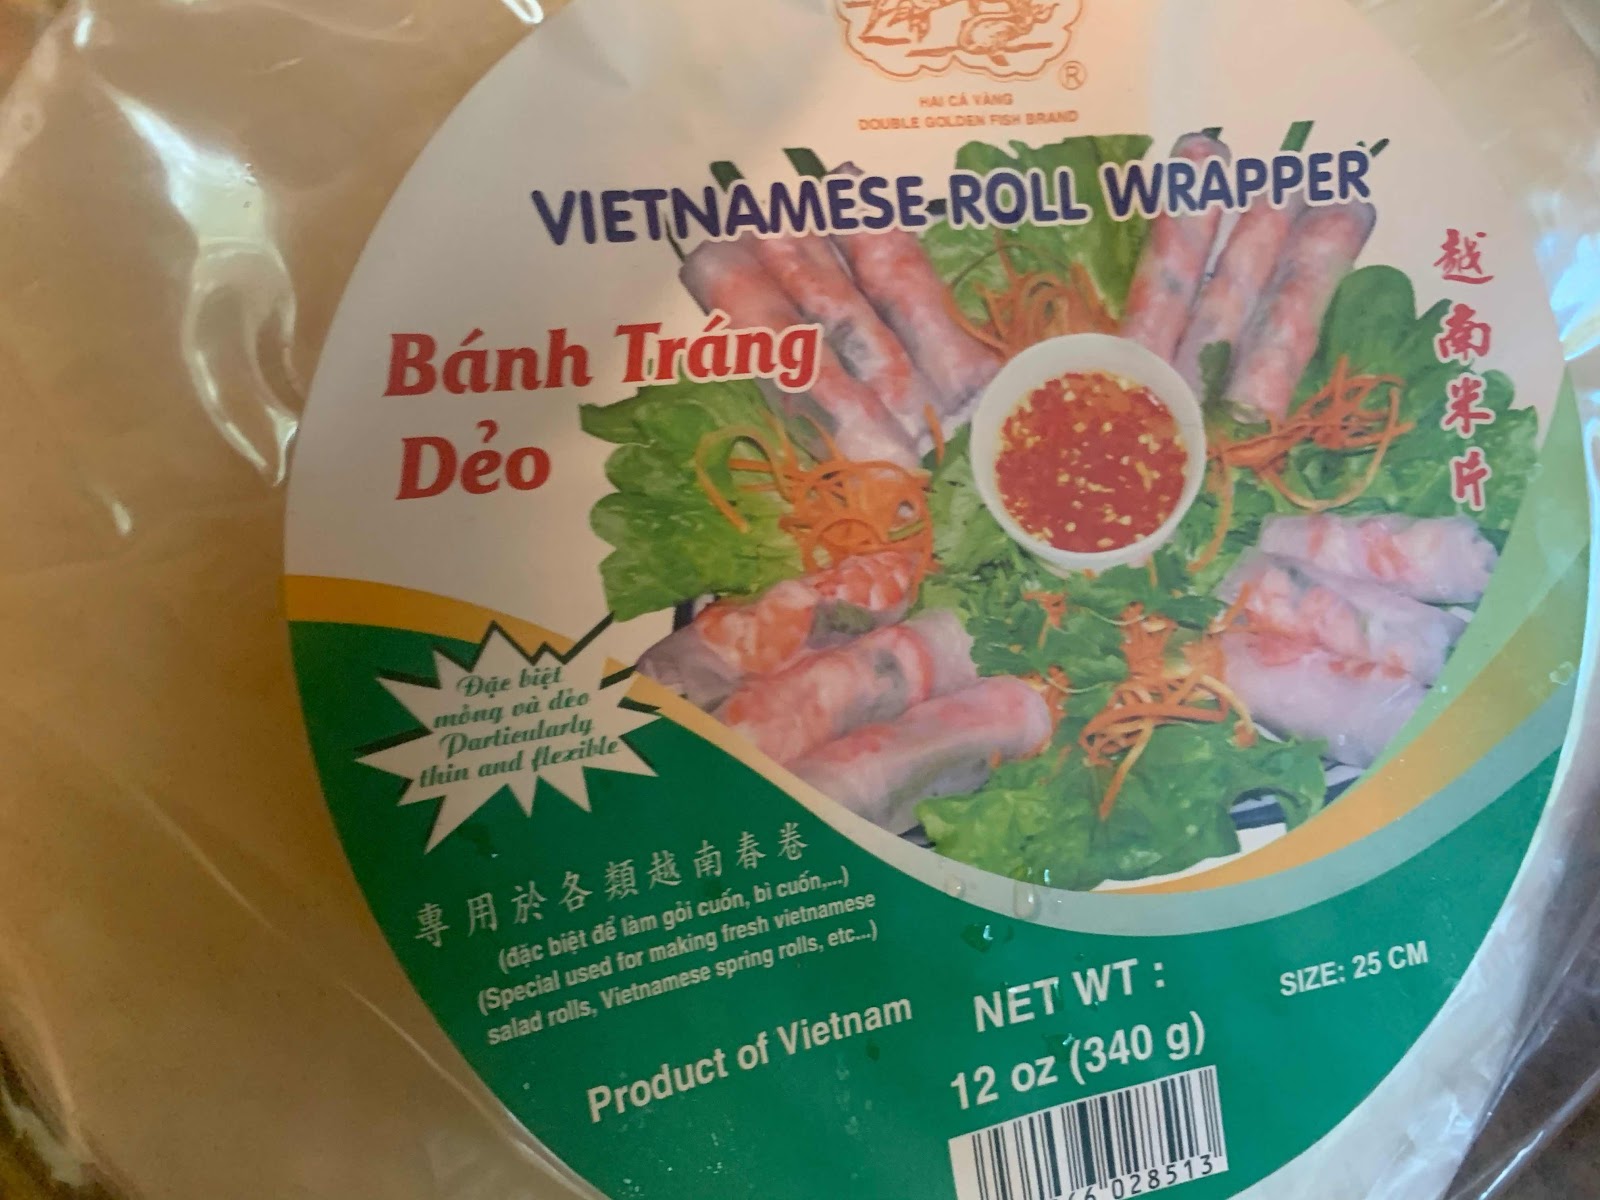 ®
HAI CÁ VÀNG
DOUBLE GOLDEN FISH BRAND
VIETNAMESE-ROLL WRAPPER
越南米片
Bánh Tráng
Dẻo
Đặc biệt
mỏng và dẻo
Particularly
thin and flexible
專用於各類越南春卷
(đặc biệt để làm gỏi cuốn, bì cuốn,...)
(Special used for making fresh vietnamese
salad rolls, Vietnamese spring rolls, etc...)
Product of Vietnam
NET WT :
12 oz (340 g)
SIZE: 25 CM
028513